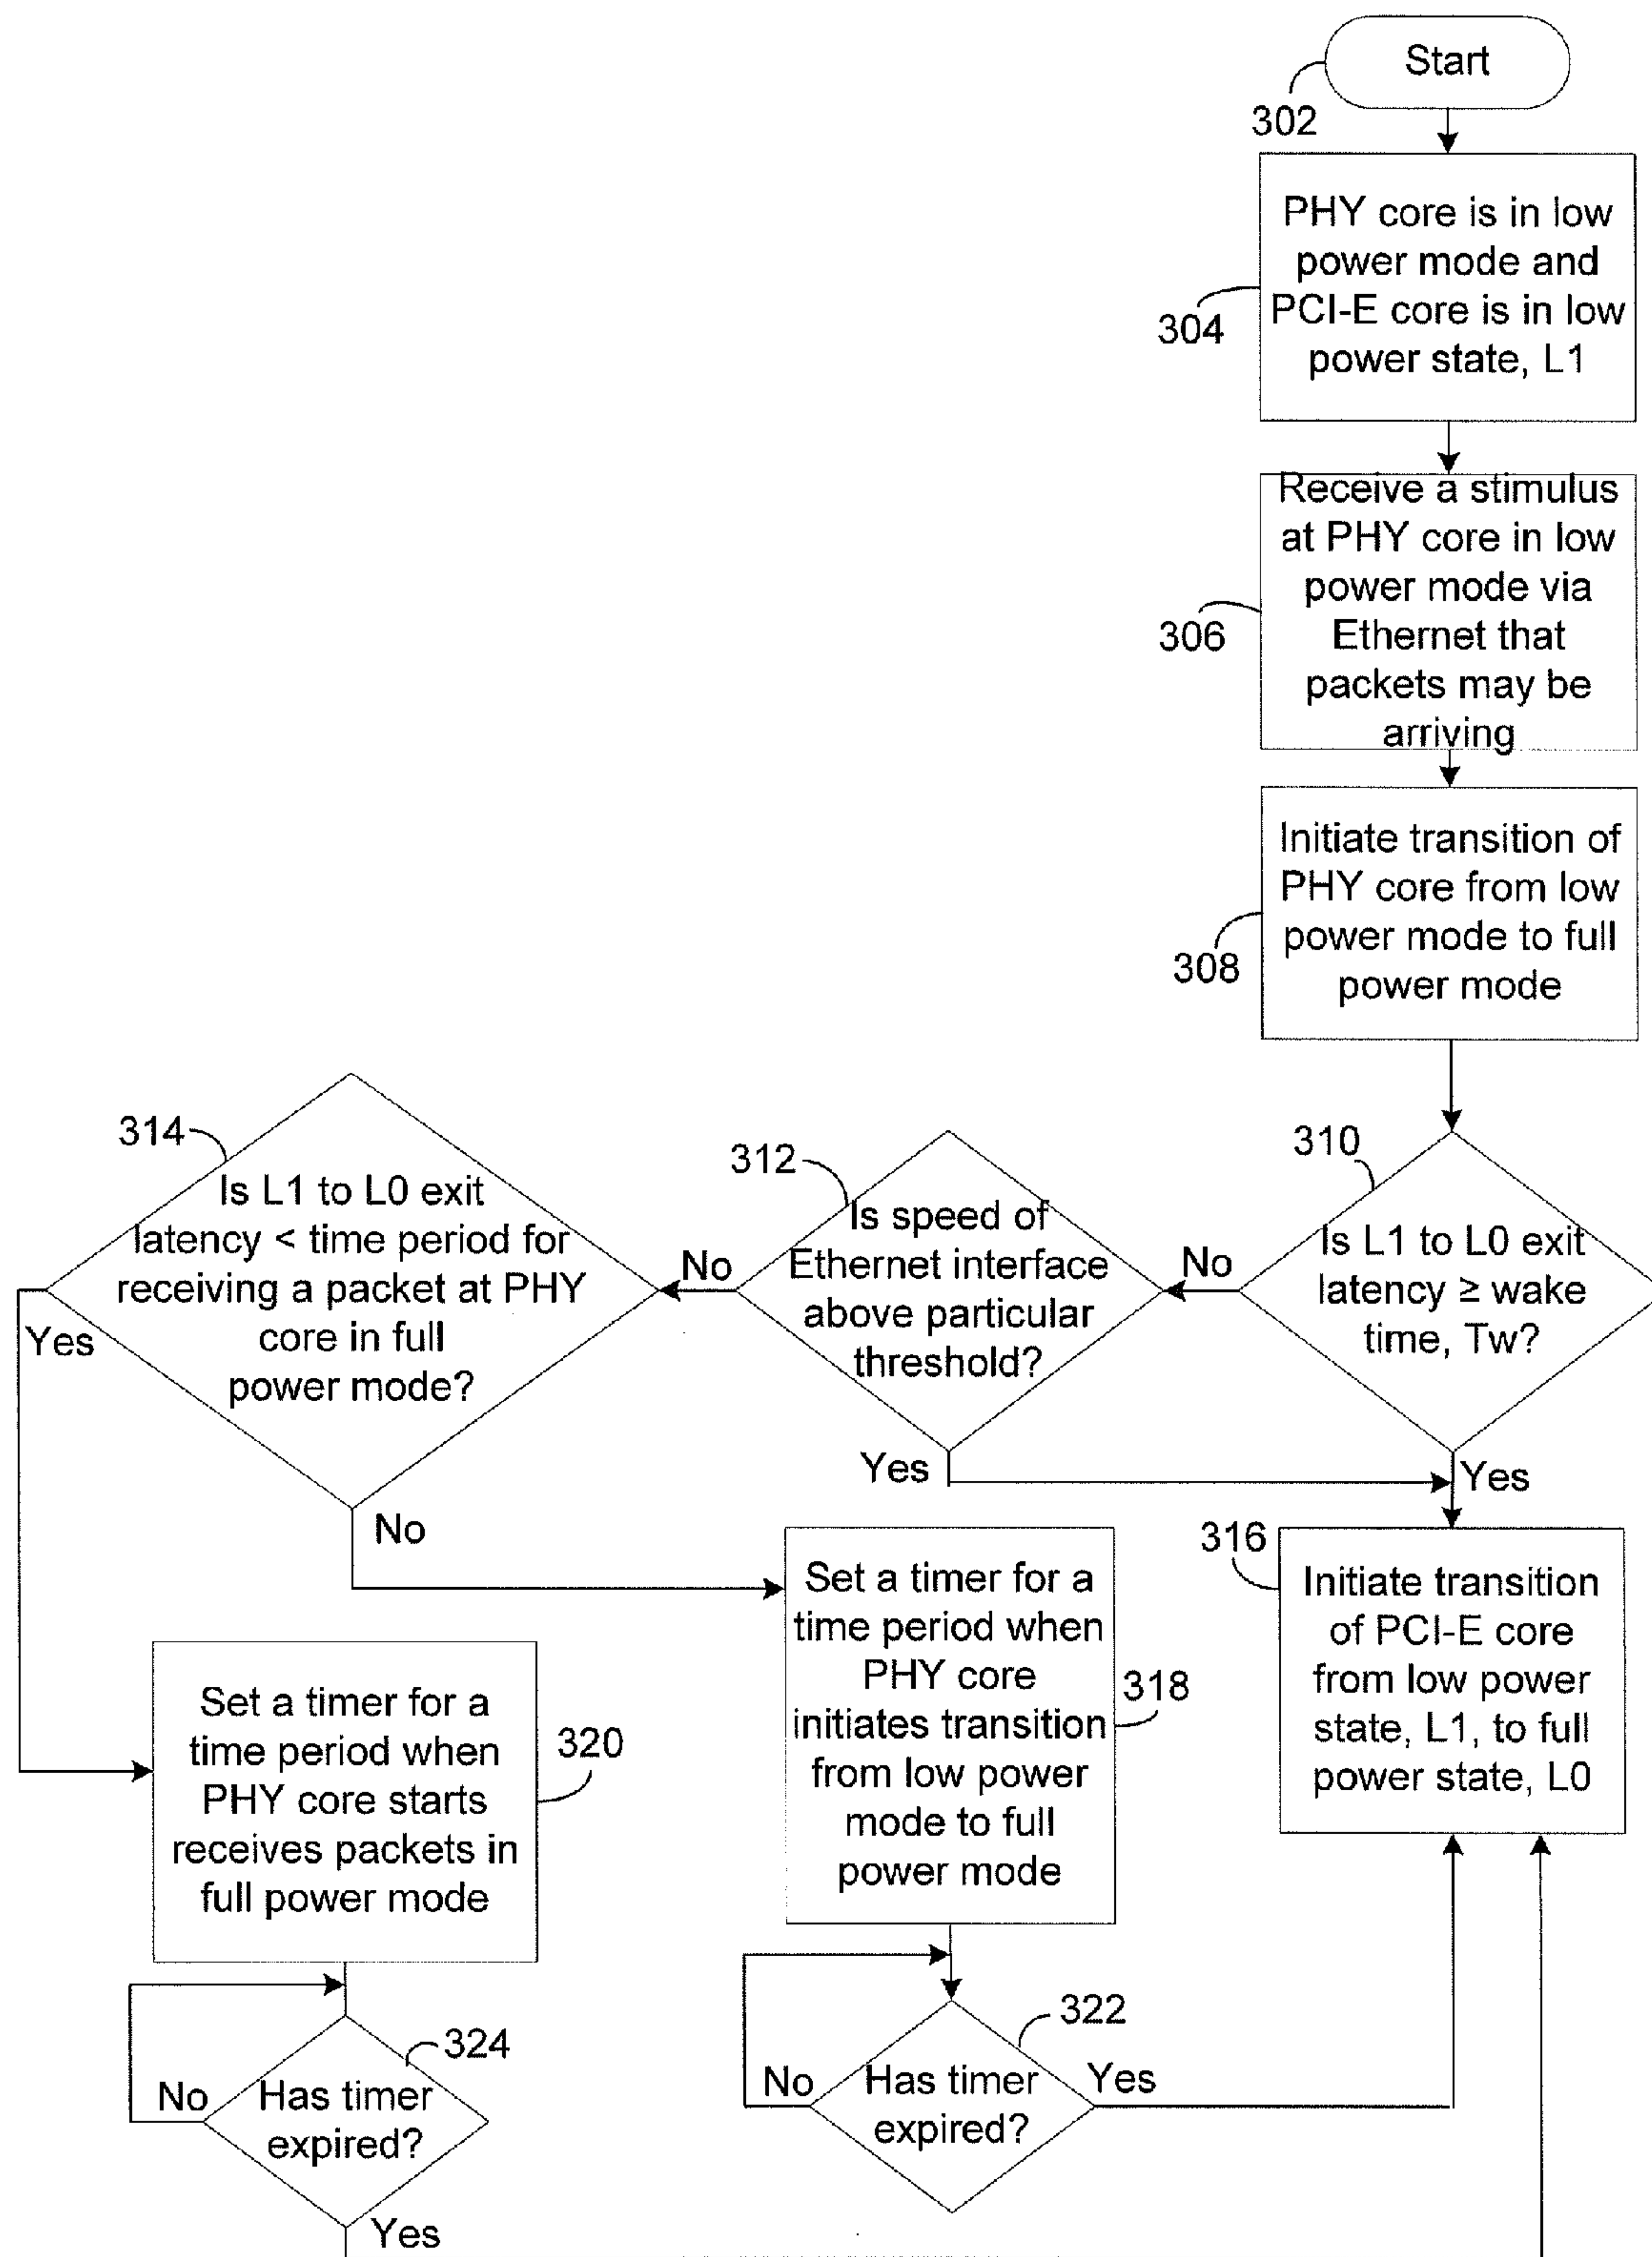 Start
302
PHY core is in low
power mode and
PCI-E core is in low
power state, L1
304
Receive a stimulus
at PHY core in low
power mode via
Ethernet that
packets may be
arriving
306
Initiate transition of
PHY core from low
power mode to full
power mode
308
310
Is L1 to L0 exit
latency ≥ wake
time, Tw?
No
Yes
312
Is speed of
Ethernet interface
above particular
threshold?
No
Yes
314
Is L1 to L0 exit
latency < time period for
receiving a packet at PHY
core in full
power mode?
Yes
No
316
Initiate transition
of PCI-E core
from low power
state, L1, to full
power state, L0
Set a timer for a
time period when
PHY core
initiates transition
from low power
mode to full
power mode
318
Set a timer for a
time period when
PHY core starts
receives packets in
full power mode
320
322
Has timer
expired?
No
Yes
324
Has timer
expired?
No
Yes